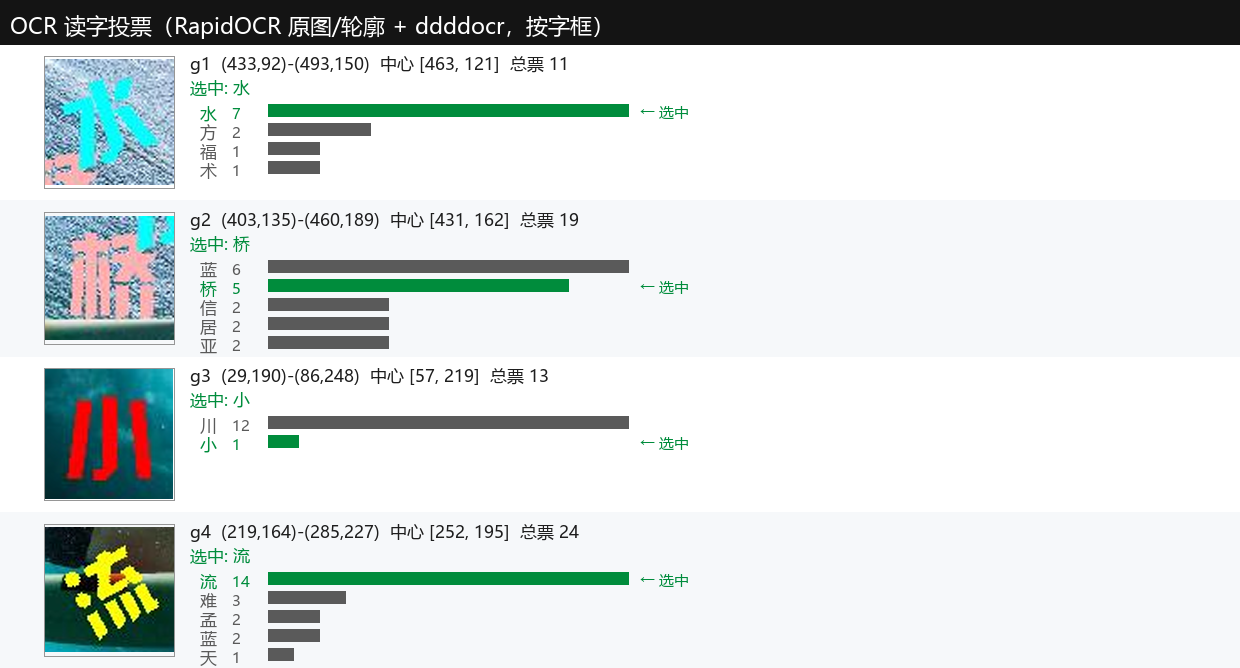 OCR 读字投票（RapidOCR 原图/轮廓 + ddddocr，按字框）
水
g1 (433,92)-(493,150) 中心 [463, 121] 总票 11
选中: 水
水 7 ← 选中
方 2
福 1
术 1
桥
g2 (403,135)-(460,189) 中心 [431, 162] 总票 19
选中: 桥
蓝 6
桥 5 ← 选中
信 2
居 2
亚 2
小
g3 (29,190)-(86,248) 中心 [57, 219] 总票 13
选中: 小
川 12
小 1 ← 选中
流
g4 (219,164)-(285,227) 中心 [252, 195] 总票 24
选中: 流
流 14 ← 选中
难 3
孟 2
蓝 2
天 1